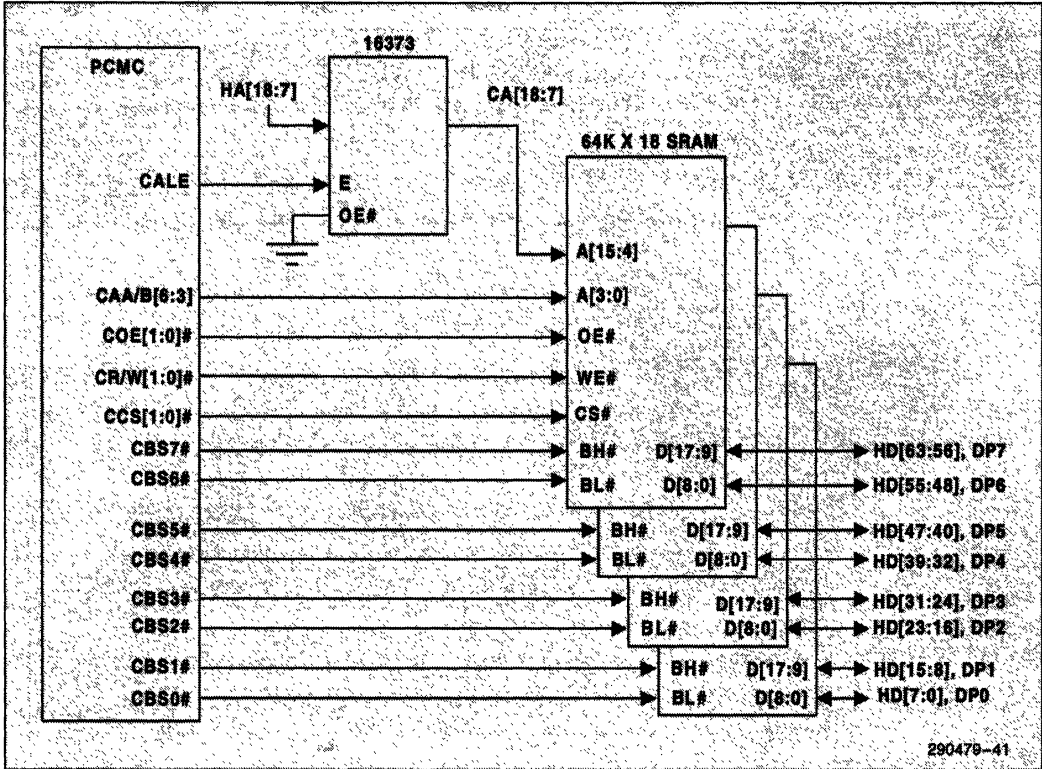 16373
PCMC
HA[18:7]
CA[18:7]
64K X 18 SRAM
CALE
E
OE#
A[15:4]
CAA/B[6:3]
A[3:0]
COE[1:0]#
OE#
CR/W[1:0]#
WE#
CCS[1:0]#
CS#
CBS7#
BH#
D[17:9]
HD[63:56], DP7
CBS6#
BL#
D[8:0]
HD[55:48], DP6
CBS5#
BH#
D[17:9]
HD[47:40], DP5
CBS4#
BL#
D[8:0]
HD[39:32], DP4
CBS3#
BH#
D[17:9]
HD[31:24], DP3
CBS2#
BL#
D[8:0]
HD[23:16], DP2
CBS1#
BH#
D[17:9]
HD[15:8], DP1
CBS0#
BL#
D[8:0]
HD[7:0], DP0
290479-41